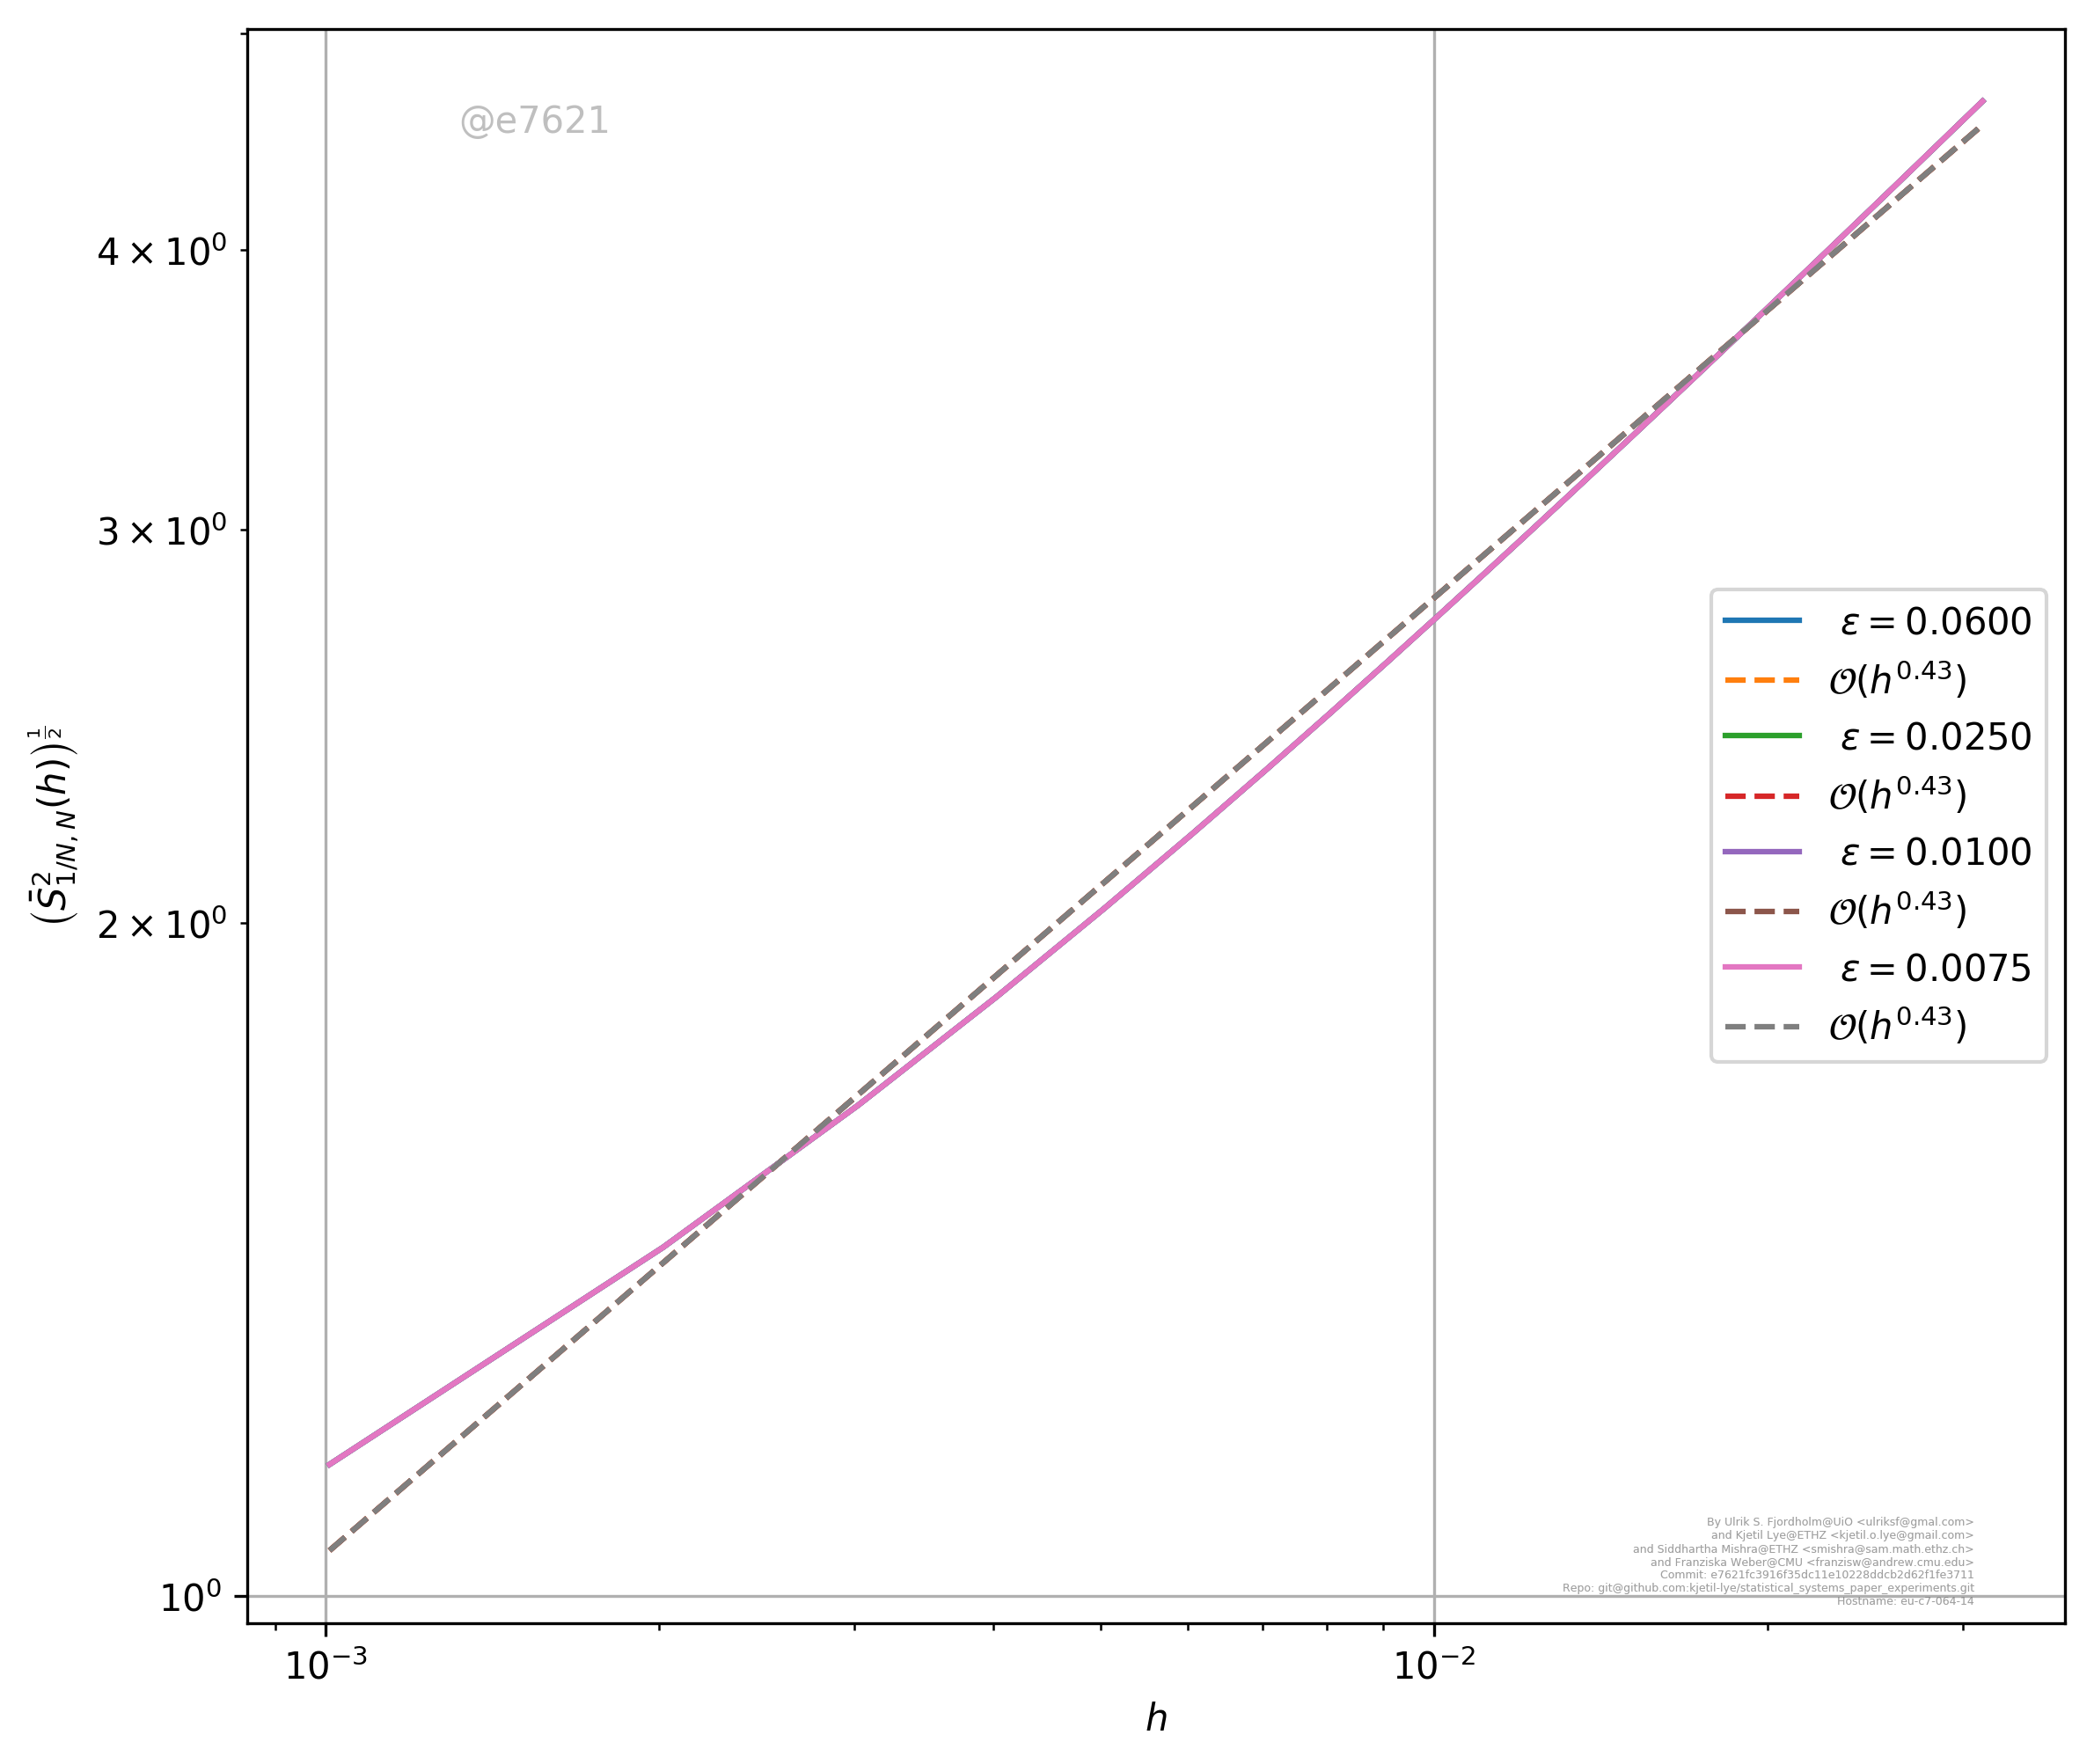 @e7621
4 × 10⁰
3 × 10⁰
2 × 10⁰
10⁰
(S̄²₁/N, N(h))^½
ε = 0.0600
𝒪(h^0.43)
ε = 0.0250
𝒪(h^0.43)
ε = 0.0100
𝒪(h^0.43)
ε = 0.0075
𝒪(h^0.43)
By Ulrik S. Fjordholm@UiO <ulriksf@gmal.com>
and Kjetil Lye@ETHZ <kjetil.o.lye@gmail.com>
and Siddhartha Mishra@ETHZ <smishra@sam.math.ethz.ch>
and Franziska Weber@CMU <franzisw@andrew.cmu.edu>
Commit: e7621fc3916f35dc11e10228ddcb2d62f1fe3711
Repo: git@github.com:kjetil-lye/statistical_systems_paper_experiments.git
Hostname: eu-c7-064-14
10⁻³
10⁻²
h